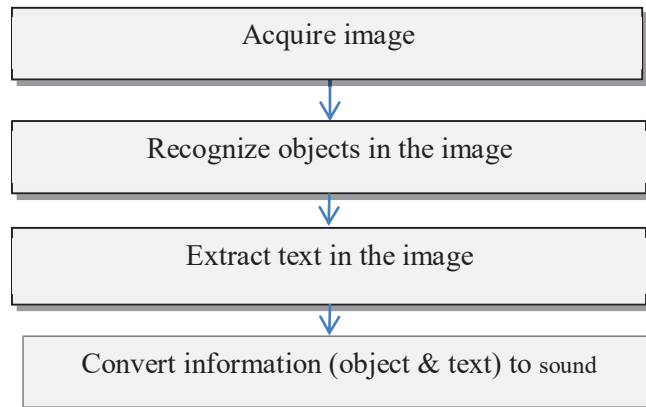 Acquire image
Recognize objects in the image
Extract text in the image
Convert information (object & text) to sound